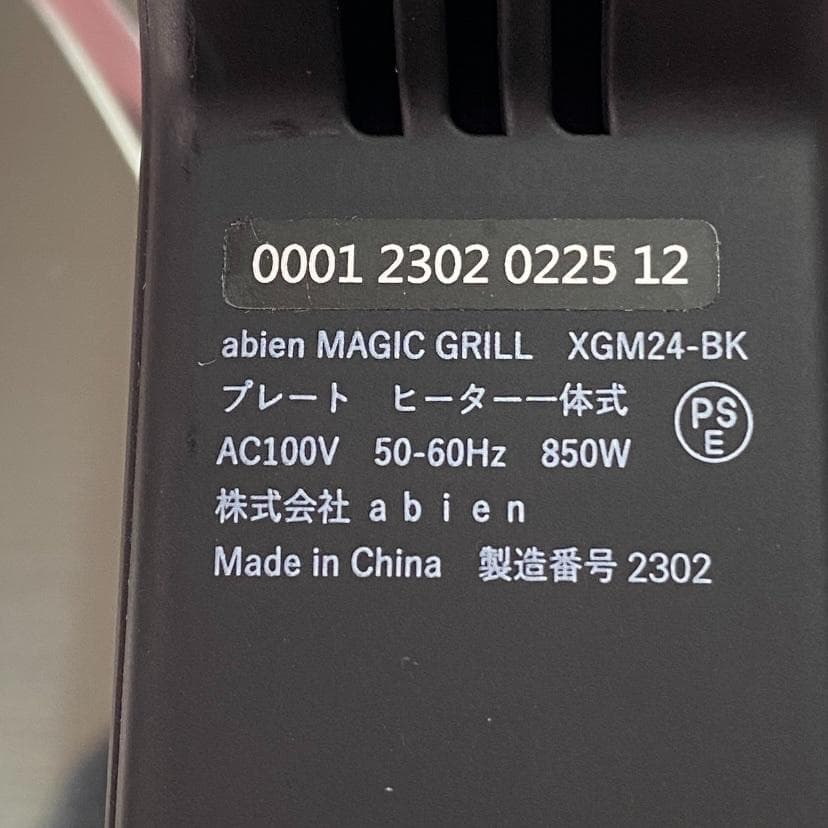 0001 2302 0225 12
abien MAGIC GRILL XGM24-BK
プレート ヒーター一体式
PS
E
AC100V 50-60Hz 850W
株式会社 abien
Made in China 製造番号 2302